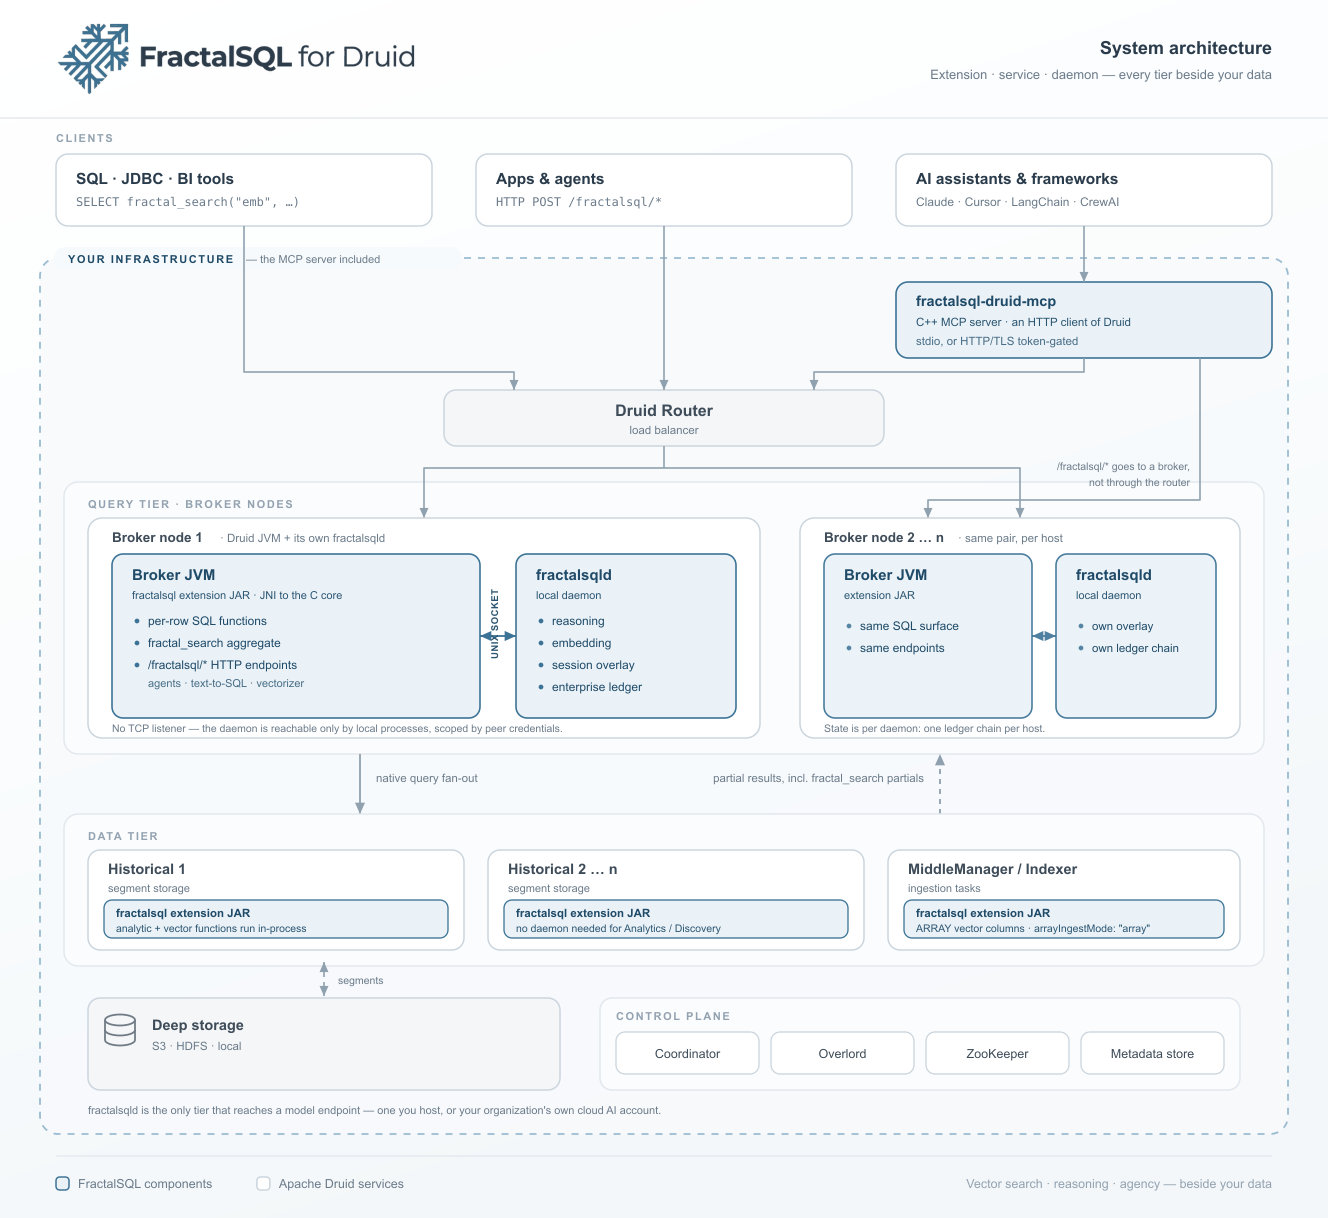 FractalSQL for Druid
System architecture
Extension · service · daemon — every tier beside your data
CLIENTS
SQL · JDBC · BI tools
SELECT fractal_search("emb", …)
Apps & agents
HTTP POST /fractalsql/*
AI assistants & frameworks
Claude · Cursor · LangChain · CrewAI
YOUR INFRASTRUCTURE — the MCP server included
fractalsql-druid-mcp
C++ MCP server · an HTTP client of Druid
stdio, or HTTP/TLS token-gated
Druid Router
load balancer
/fractalsql/* goes to a broker,
not through the router
QUERY TIER · BROKER NODES
Broker node 1 · Druid JVM + its own fractalsqld
Broker JVM
fractalsql extension JAR · JNI to the C core
per-row SQL functions
fractal_search aggregate
/fractalsql/* HTTP endpoints
agents · text-to-SQL · vectorizer
UNIX SOCKET
fractalsqld
local daemon
reasoning
embedding
session overlay
enterprise ledger
No TCP listener — the daemon is reachable only by local processes, scoped by peer credentials.
Broker node 2 … n · same pair, per host
Broker JVM
extension JAR
same SQL surface
same endpoints
fractalsqld
local daemon
own overlay
own ledger chain
State is per daemon: one ledger chain per host.
native query fan-out
partial results, incl. fractal_search partials
DATA TIER
Historical 1
segment storage
fractalsql extension JAR
analytic + vector functions run in-process
Historical 2 … n
segment storage
fractalsql extension JAR
no daemon needed for Analytics / Discovery
MiddleManager / Indexer
ingestion tasks
fractalsql extension JAR
ARRAY vector columns · arrayIngestMode: "array"
segments
Deep storage
S3 · HDFS · local
CONTROL PLANE
Coordinator
Overlord
ZooKeeper
Metadata store
fractalsqld is the only tier that reaches a model endpoint — one you host, or your organization's own cloud AI account.
FractalSQL components
Apache Druid services
Vector search · reasoning · agency — beside your data